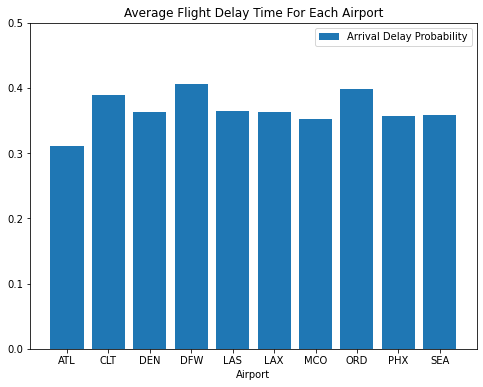 Average Flight Delay Time For Each Airport
Arrival Delay Probability
0.5
0.4
0.3
0.2
0.1
0.0
ATL CLT DEN DFW LAS LAX MCO ORD PHX SEA
Airport